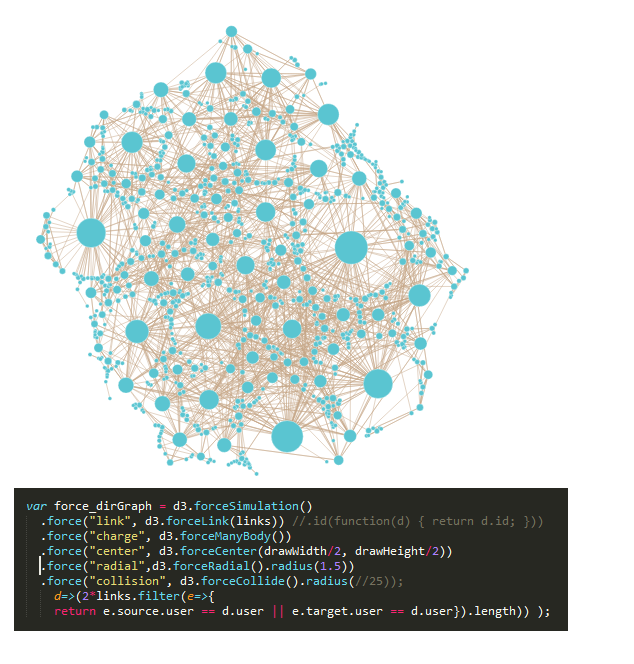 var force_dirGraph = d3.forceSimulation()
.force("link", d3.forceLink(links)) //.id(function(d) { return d.id; }))
.force("charge", d3.forceManyBody())
.force("center", d3.forceCenter(drawWidth/2, drawHeight/2))
.force("radial",d3.forceRadial().radius(1.5))
.force("collision", d3.forceCollide().radius(//25));
d=>(2*links.filter(e=>{
return e.source.user == d.user || e.target.user == d.user}).length)) );